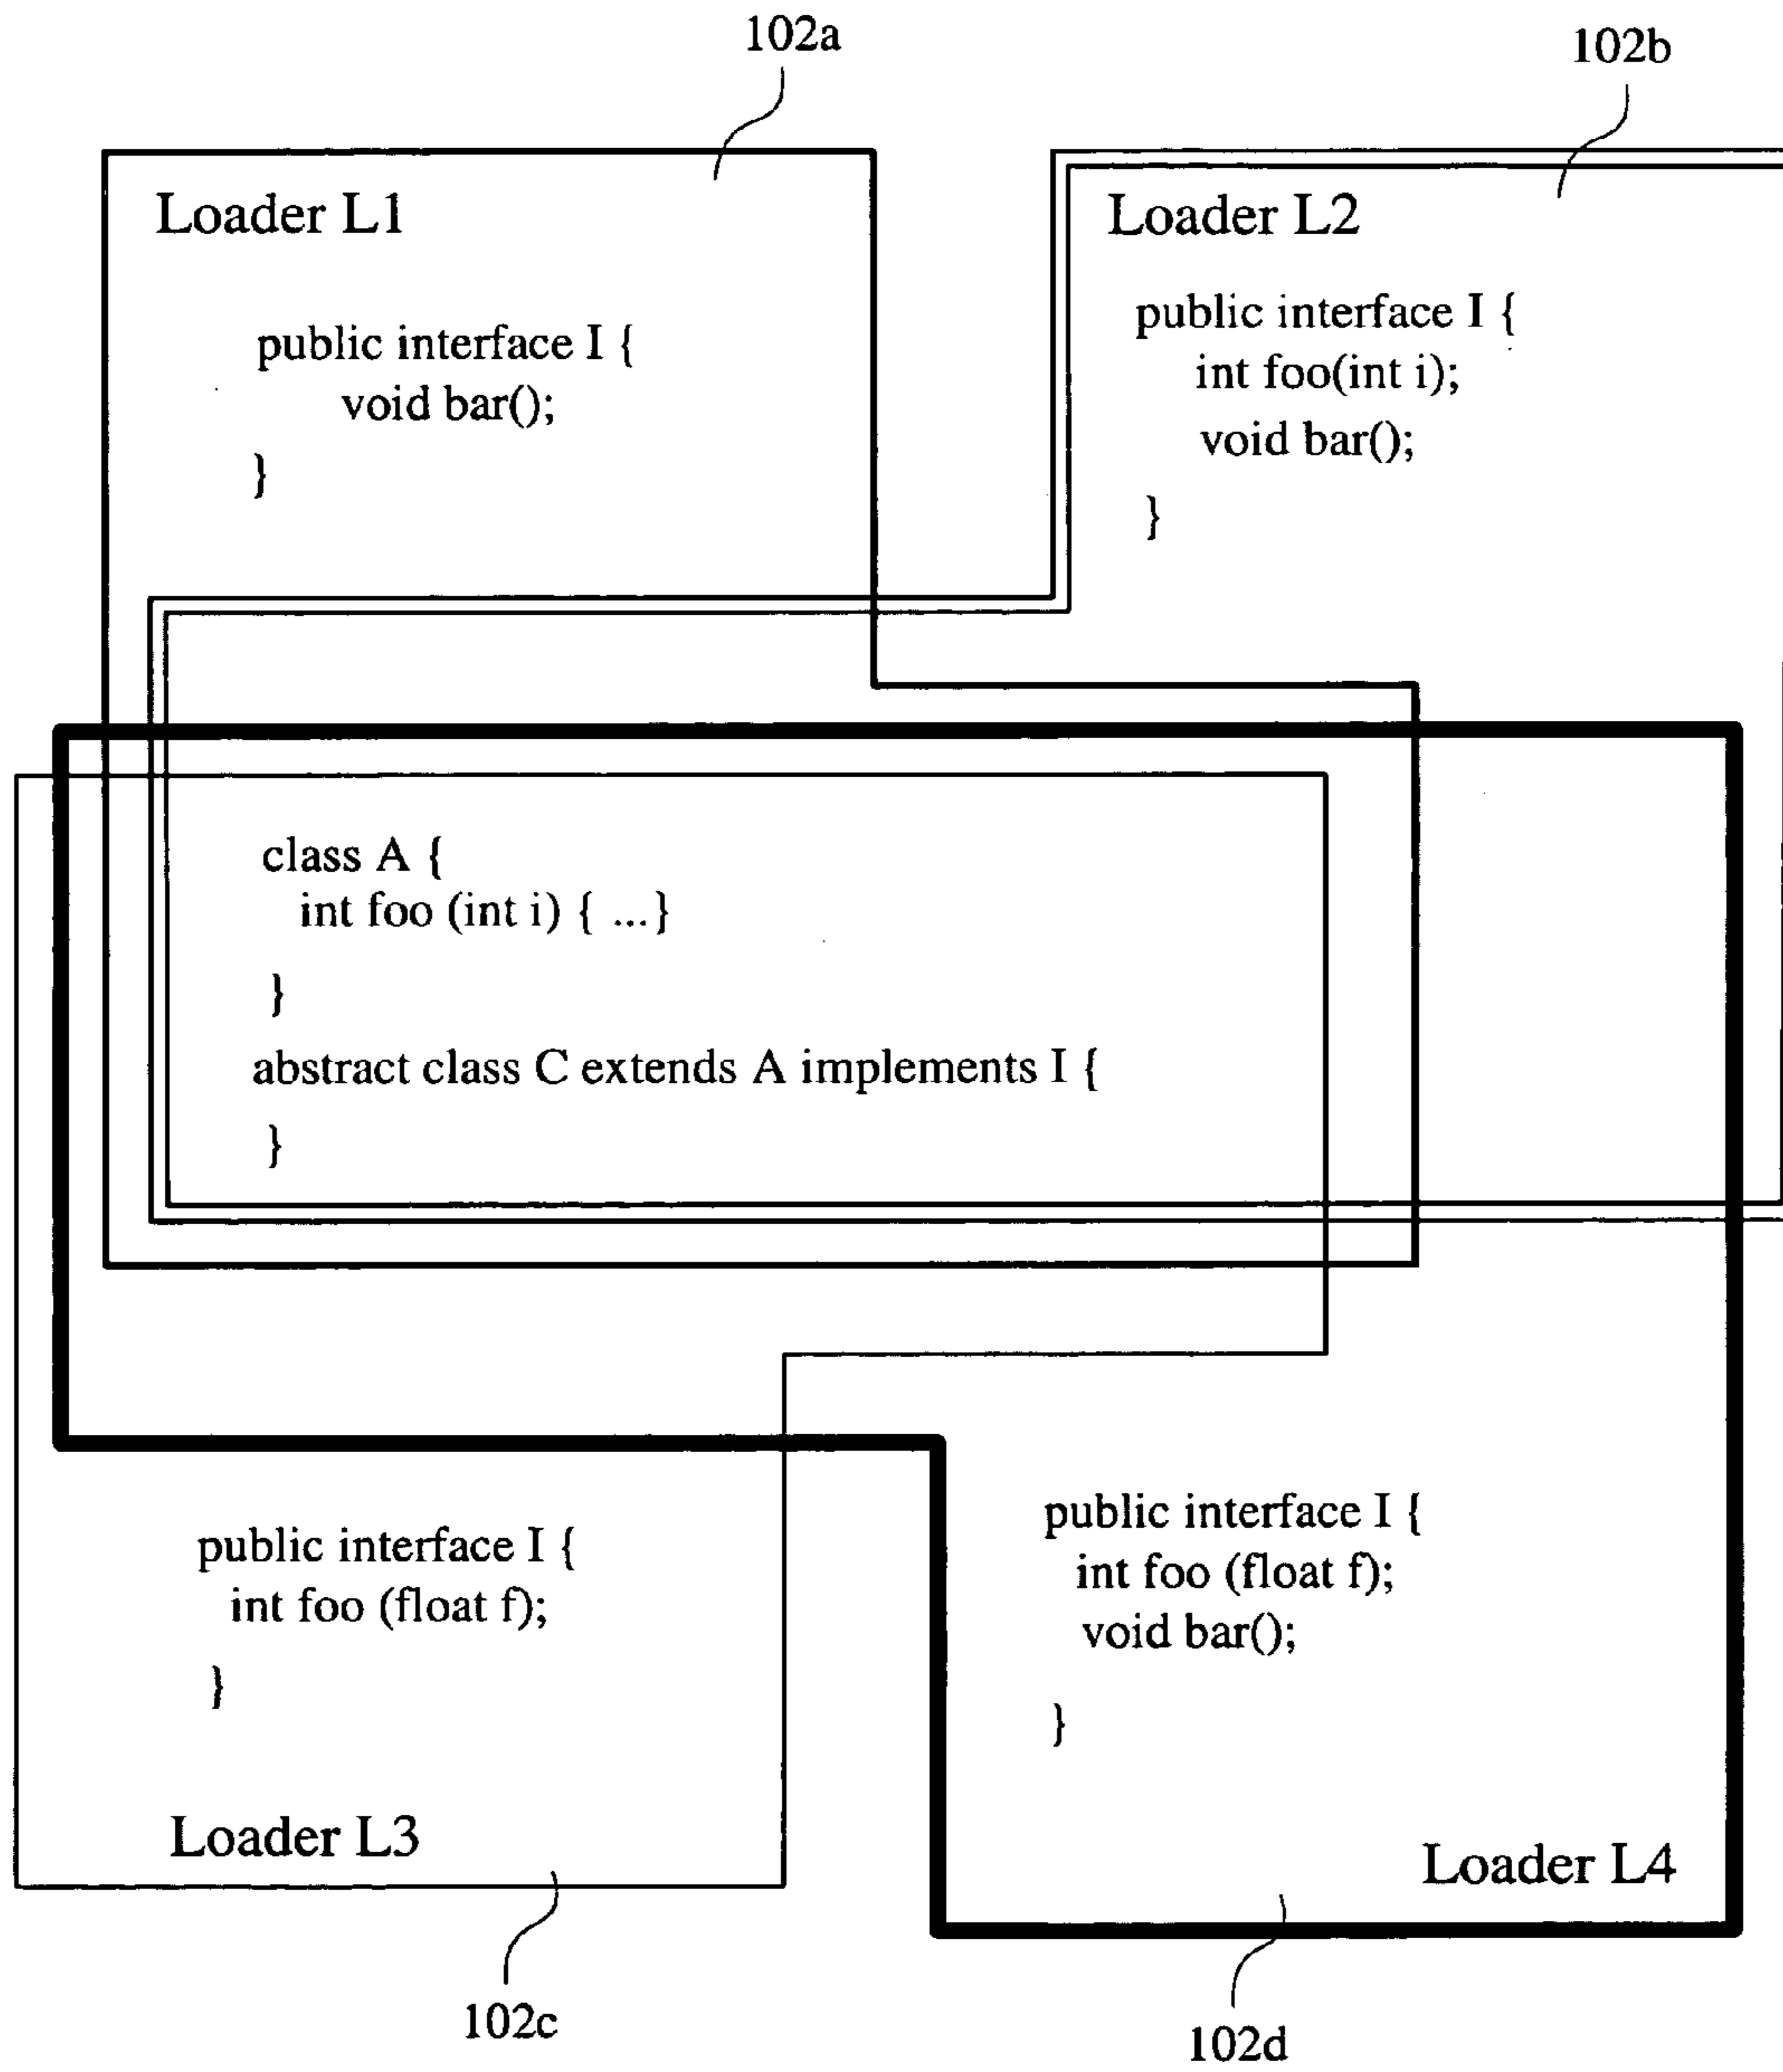 102a
102b
Loader L1
public interface I {
void bar();
}
Loader L2
public interface I {
int foo(int i);
void bar();
}
class A {
int foo (int i) { ...}
}
abstract class C extends A implements I {
}
public interface I {
int foo (float f);
}
Loader L3
public interface I {
int foo (float f);
void bar();
}
Loader L4
102c
102d